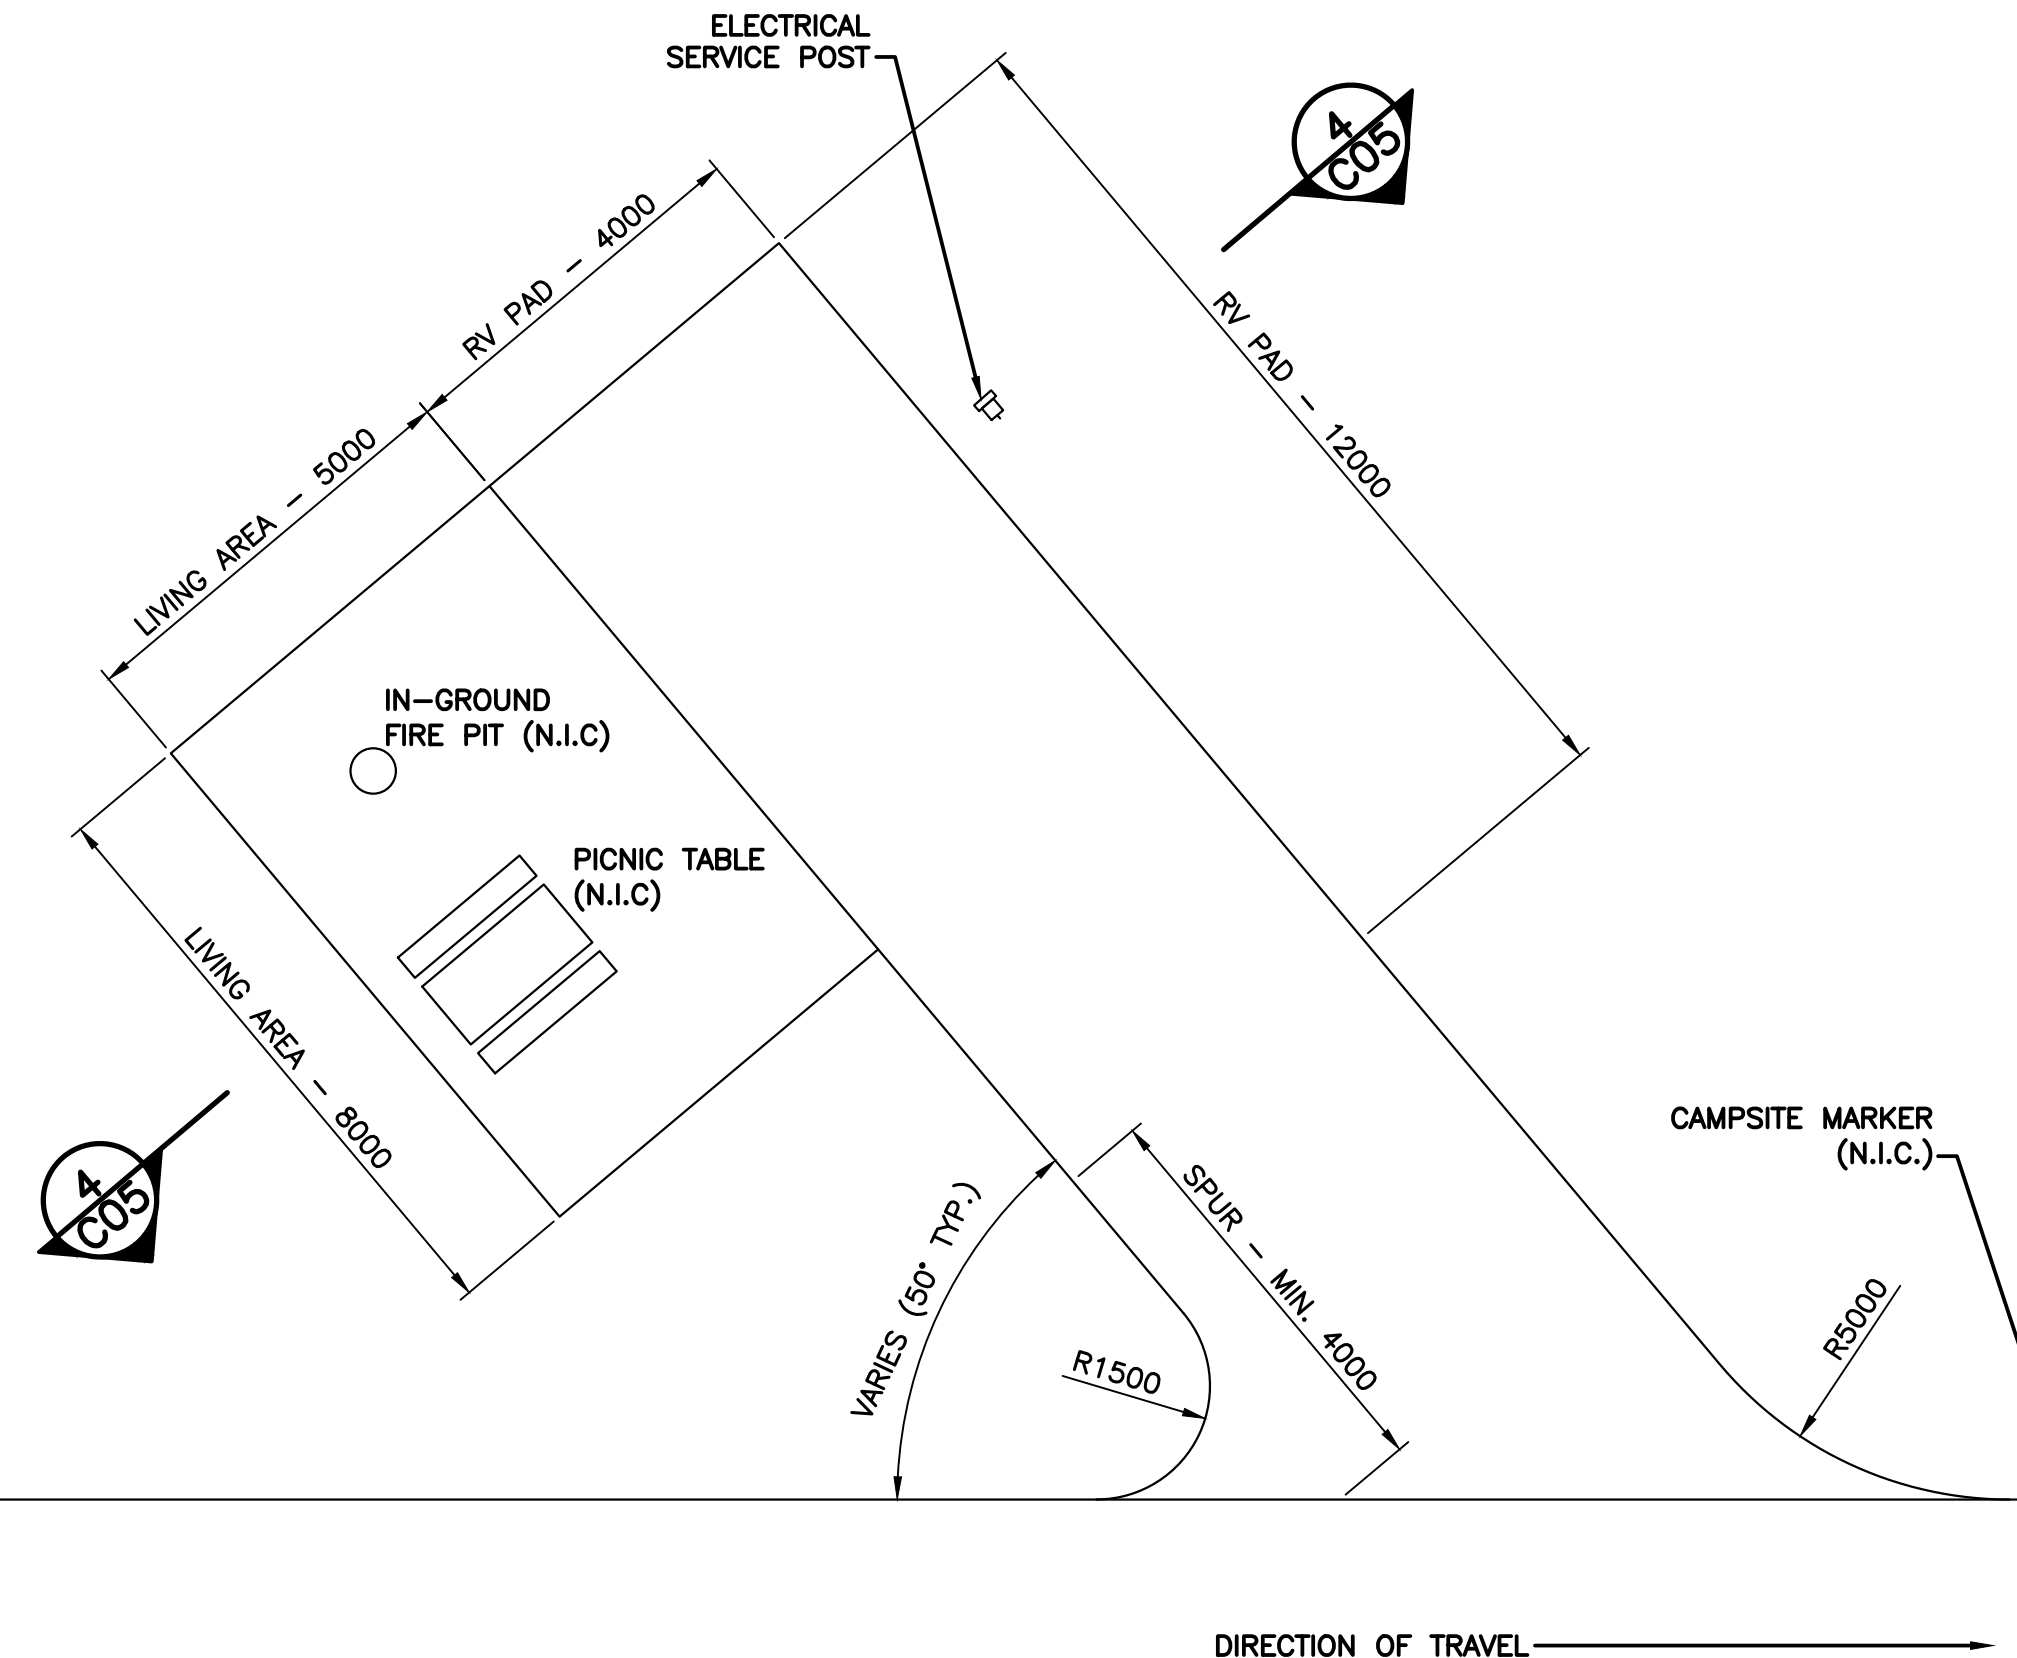 ELECTRICAL
SERVICE POST
4
C05
RV PAD - 4000
RV PAD - 12000
LIVING AREA - 5000
IN-GROUND
FIRE PIT (N.I.C)
PICNIC TABLE
(N.I.C)
LIVING AREA - 8000
4
C05
CAMPSITE MARKER
(N.I.C.)
SPUR - MIN. 4000
VARIES (50° TYP.)
R1500
R5000
DIRECTION OF TRAVEL